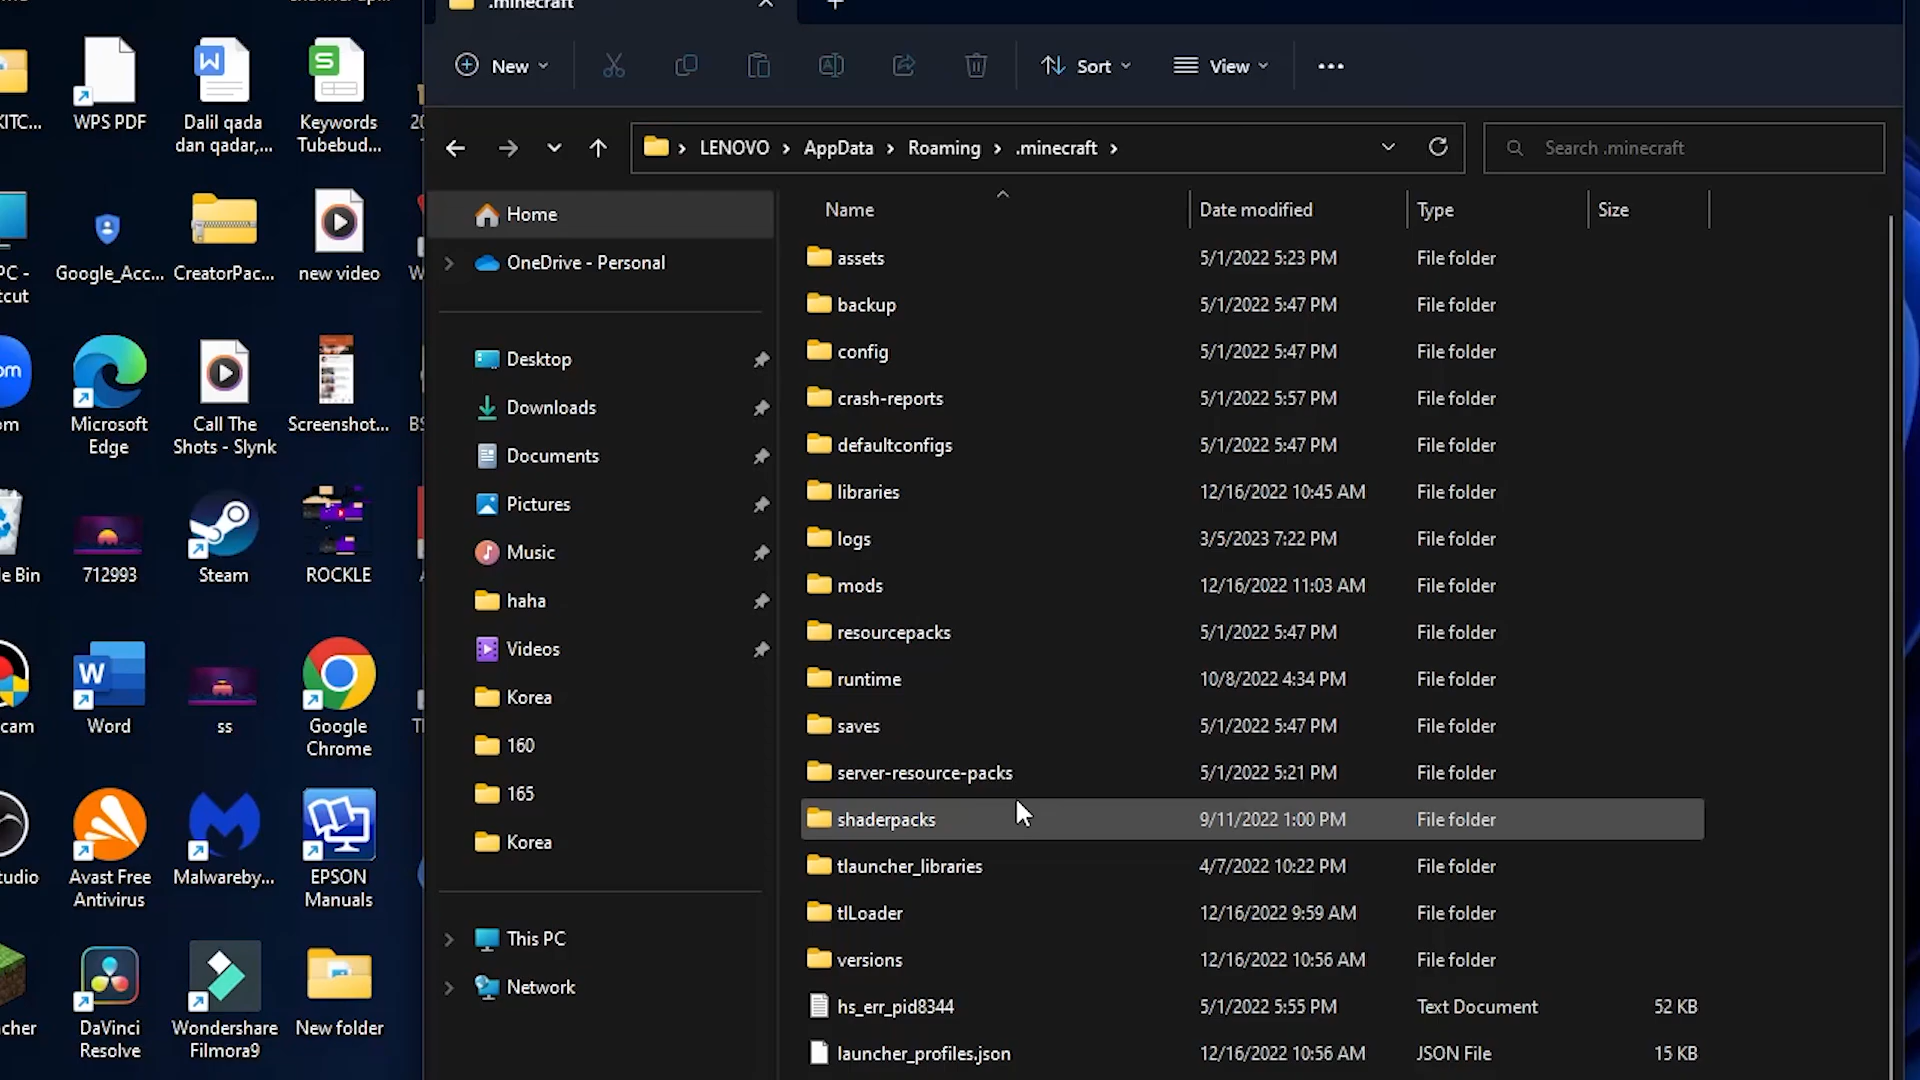 .minecraft
New
Sort
View
LENOVO
AppData
Roaming
.minecraft
Search .minecraft
KITC...
WPS PDF
Dalil qada
dan qadar,...
Keywords
Tubebud...
PC -
tcut
Google_Acc...
CreatorPac...
new video
om
Microsoft
Edge
Call The
Shots - Slynk
Screenshot...
le Bin
712993
Steam
ROCKLE
cam
Word
ss
Google
Chrome
tudio
Avast Free
Antivirus
Malwareby...
EPSON
Manuals
cher
DaVinci
Resolve
Wondershare
Filmora9
New folder
Home
OneDrive - Personal
Desktop
Downloads
Documents
Pictures
Music
haha
Videos
Korea
160
165
Korea
This PC
Network
Name Date modified Type Size
assets 5/1/2022 5:23 PM File folder
backup 5/1/2022 5:47 PM File folder
config 5/1/2022 5:47 PM File folder
crash-reports 5/1/2022 5:57 PM File folder
defaultconfigs 5/1/2022 5:47 PM File folder
libraries 12/16/2022 10:45 AM File folder
logs 3/5/2023 7:22 PM File folder
mods 12/16/2022 11:03 AM File folder
resourcepacks 5/1/2022 5:47 PM File folder
runtime 10/8/2022 4:34 PM File folder
saves 5/1/2022 5:47 PM File folder
server-resource-packs 5/1/2022 5:21 PM File folder
shaderpacks 9/11/2022 1:00 PM File folder
tlauncher_libraries 4/7/2022 10:22 PM File folder
tlLoader 12/16/2022 9:59 AM File folder
versions 12/16/2022 10:56 AM File folder
hs_err_pid8344 5/1/2022 5:55 PM Text Document 52 KB
launcher_profiles.json 12/16/2022 10:56 AM JSON File 15 KB